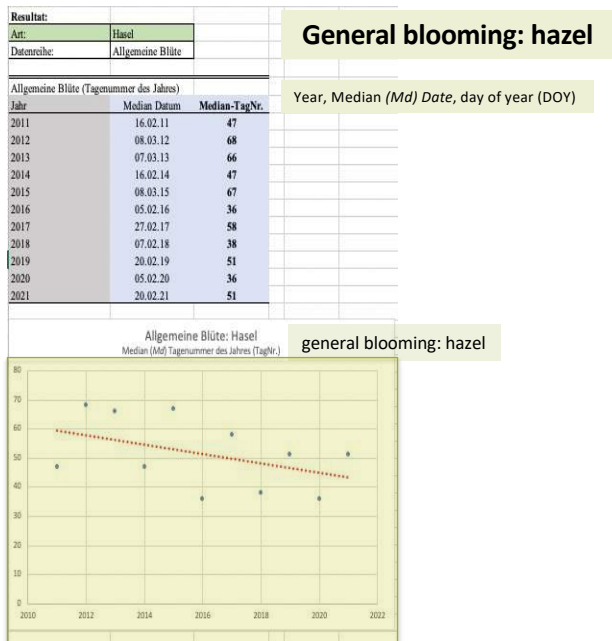 Resultat:
Art: Hasel
Datenreihe: Allgemeine Blüte
General blooming: hazel
Allgemeine Blüte (Tagenummer des Jahres)
Year, Median (Md) Date, day of year (DOY)
Jahr Median Datum Median-TagNr.
2011 16.02.11 47
2012 08.03.12 68
2013 07.03.13 66
2014 16.02.14 47
2015 08.03.15 67
2016 05.02.16 36
2017 27.02.17 58
2018 07.02.18 38
2019 20.02.19 51
2020 05.02.20 36
2021 20.02.21 51
Allgemeine Blüte: Hasel
Median (Md) Tagenummer des Jahres (TagNr.)
general blooming: hazel
80
70
60
50
40
30
20
10
0
2010 2012 2014 2016 2018 2020 2022